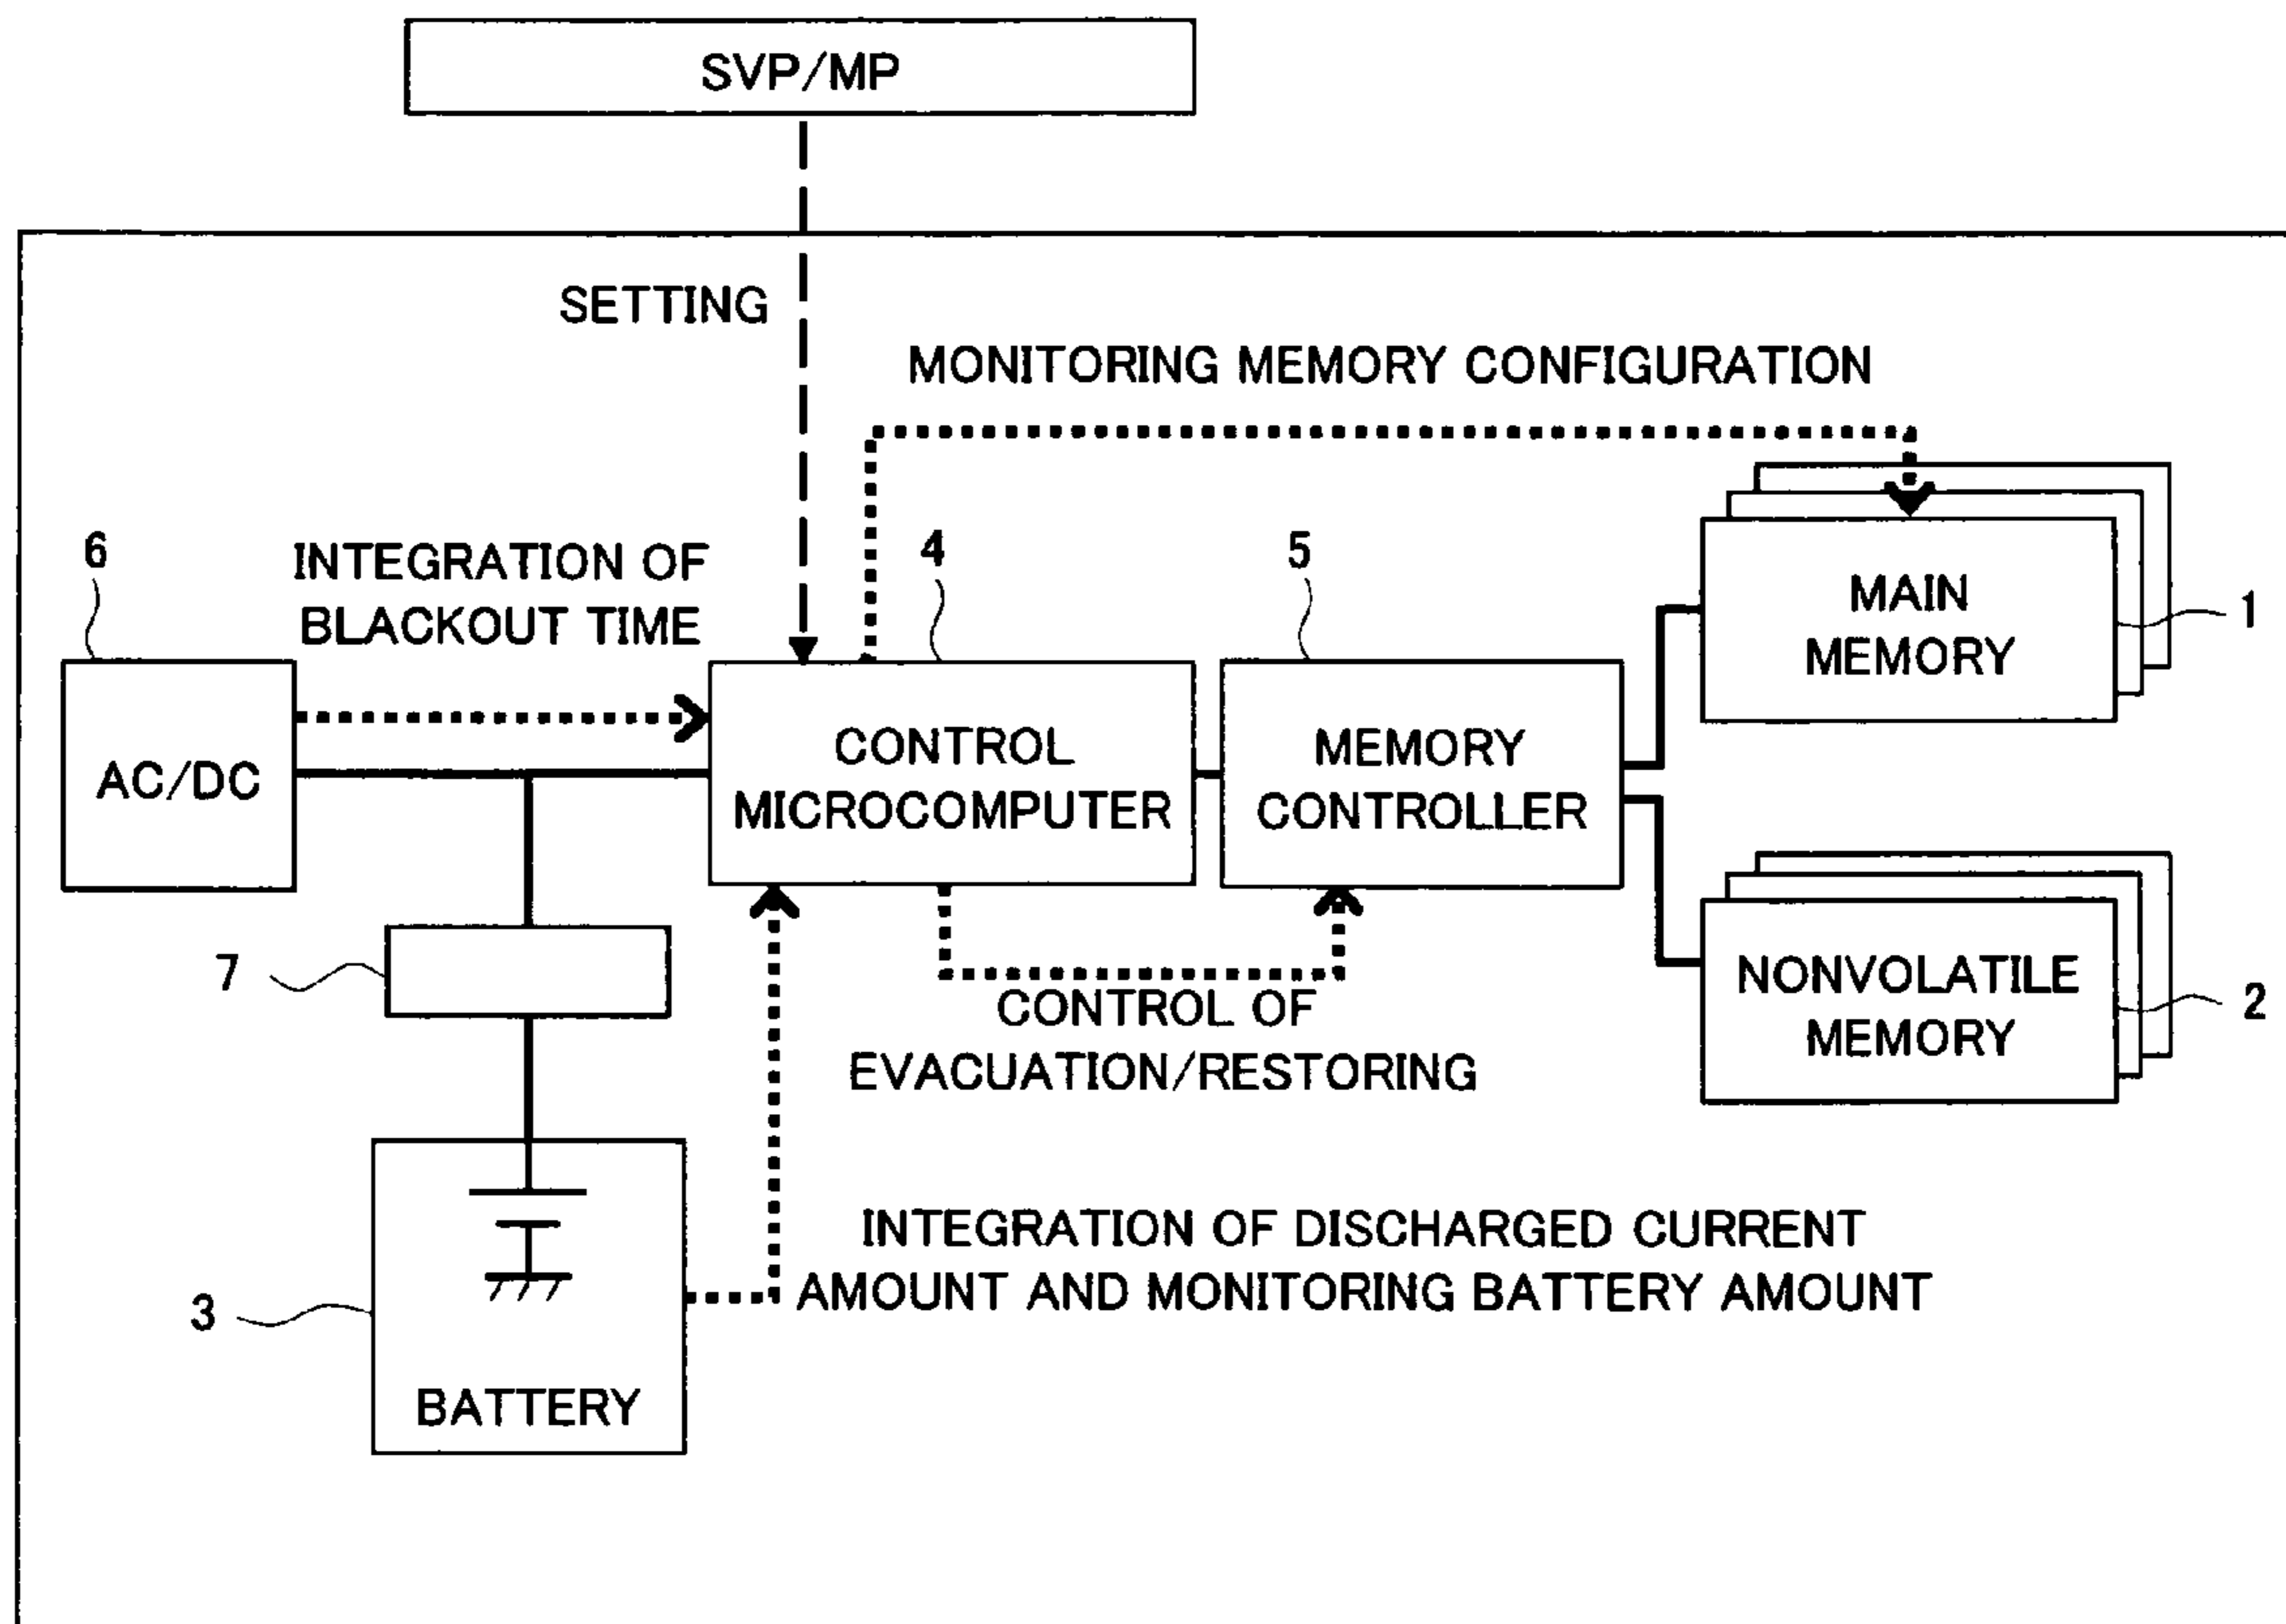 SVP/MP
SETTING
MONITORING MEMORY CONFIGURATION
6
INTEGRATION OF
BLACKOUT TIME
4
5
MAIN
MEMORY
1
AC/DC
CONTROL
MICROCOMPUTER
MEMORY
CONTROLLER
7
NONVOLATILE
MEMORY
2
CONTROL OF
EVACUATION/RESTORING
INTEGRATION OF DISCHARGED CURRENT
AMOUNT AND MONITORING BATTERY AMOUNT
3
BATTERY